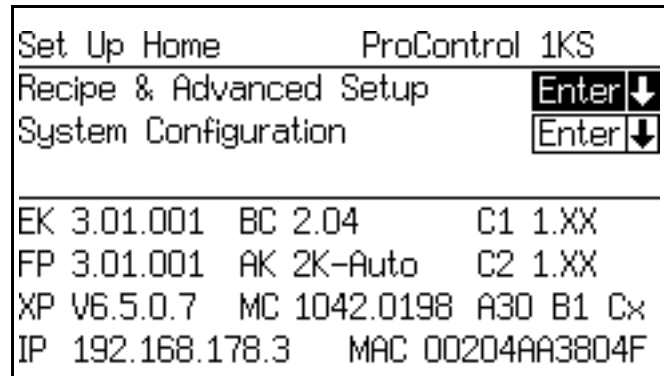 Set Up Home ProControl 1KS
Recipe & Advanced Setup Enter
System Configuration Enter
EK 3.01.001 BC 2.04 C1 1.XX
FP 3.01.001 AK 2K-Auto C2 1.XX
XP V6.5.0.7 MC 1042.0198 A30 B1 Cx
IP 192.168.178.3 MAC 00204AA3804F